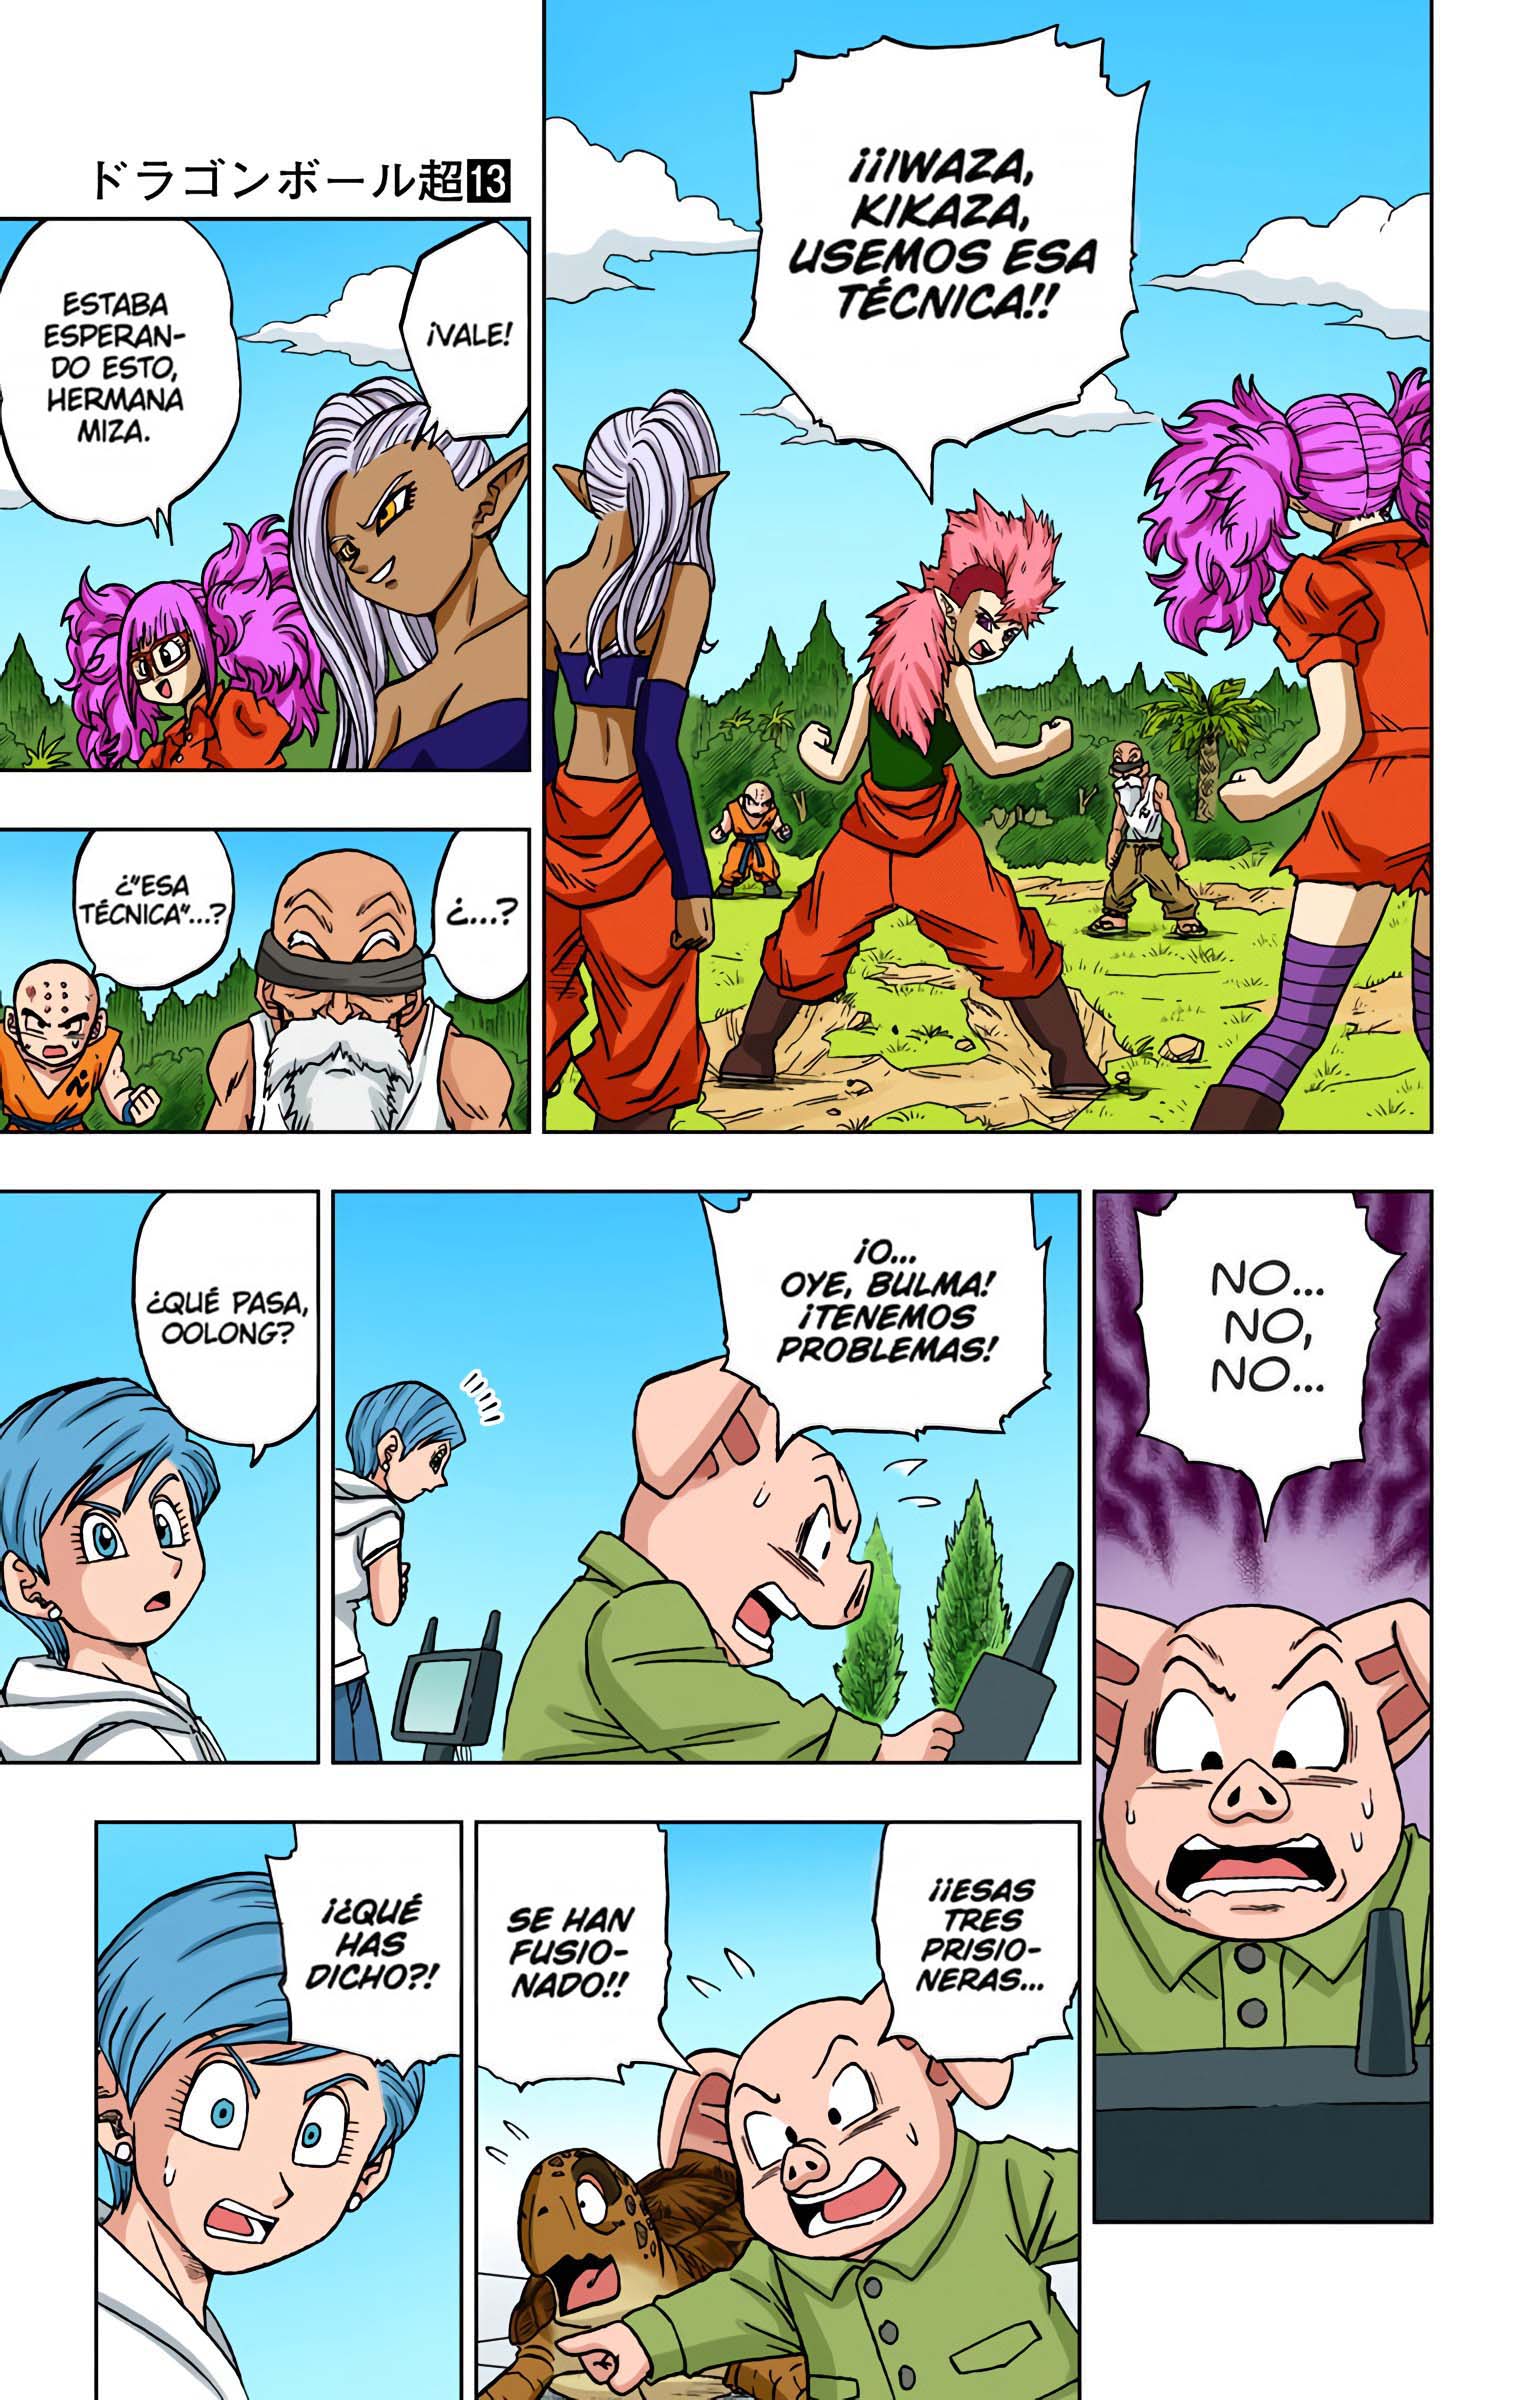 ¡¡¡IWAZA,
KIKAZA,
USEMOS ESA
TÉCNICA!!
ドラゴンボール超13
¡VALE!
ESTABA
ESPERAN-
DO ESTO,
HERMANA
MIZA.
¿...?
¿"ESA
TÉCNICA"...?
NO...
NO,
NO...
¡O...
OYE, BULMA!
¡TENEMOS
PROBLEMAS!
¿QUÉ PASA,
OOLONG?
¡¡ESAS
TRES
PRISIO-
NERAS...
SE HAN
FUSIO-
NADO!!
¡¿QUÉ
HAS
DICHO?!